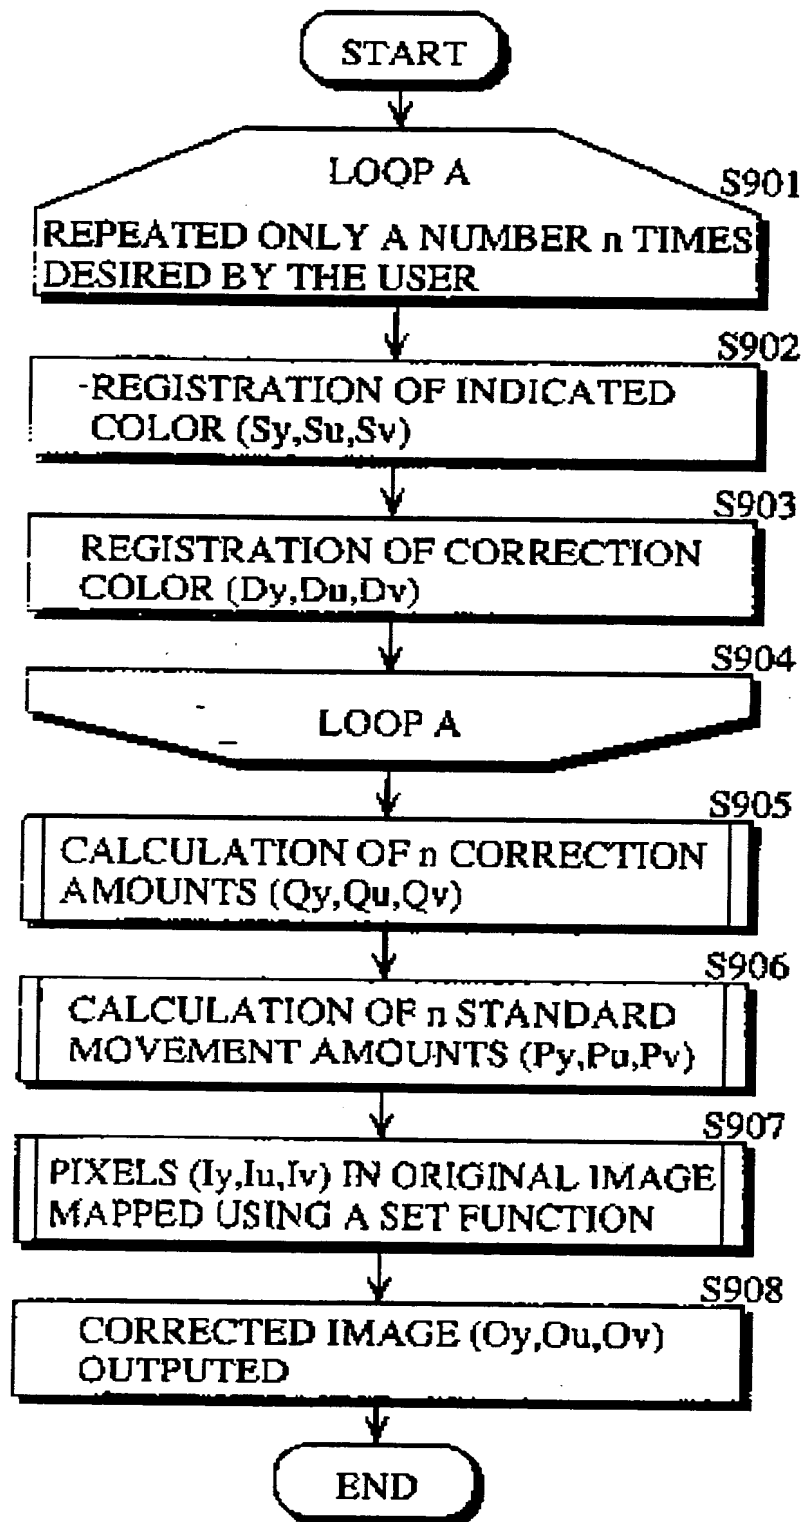 START
LOOP A
S901
REPEATED ONLY A NUMBER n TIMES
DESIRED BY THE USER
S902
REGISTRATION OF INDICATED
COLOR (Sy,Su,Sv)
S903
REGISTRATION OF CORRECTION
COLOR (Dy,Du,Dv)
S904
LOOP A
S905
CALCULATION OF n CORRECTION
AMOUNTS (Qy,Qu,Qv)
S906
CALCULATION OF n STANDARD
MOVEMENT AMOUNTS (Py,Pu,Pv)
S907
PIXELS (Iy,Iu,Iv) IN ORIGINAL IMAGE
MAPPED USING A SET FUNCTION
S908
CORRECTED IMAGE (Oy,Ou,Ov)
OUTPUTED
END